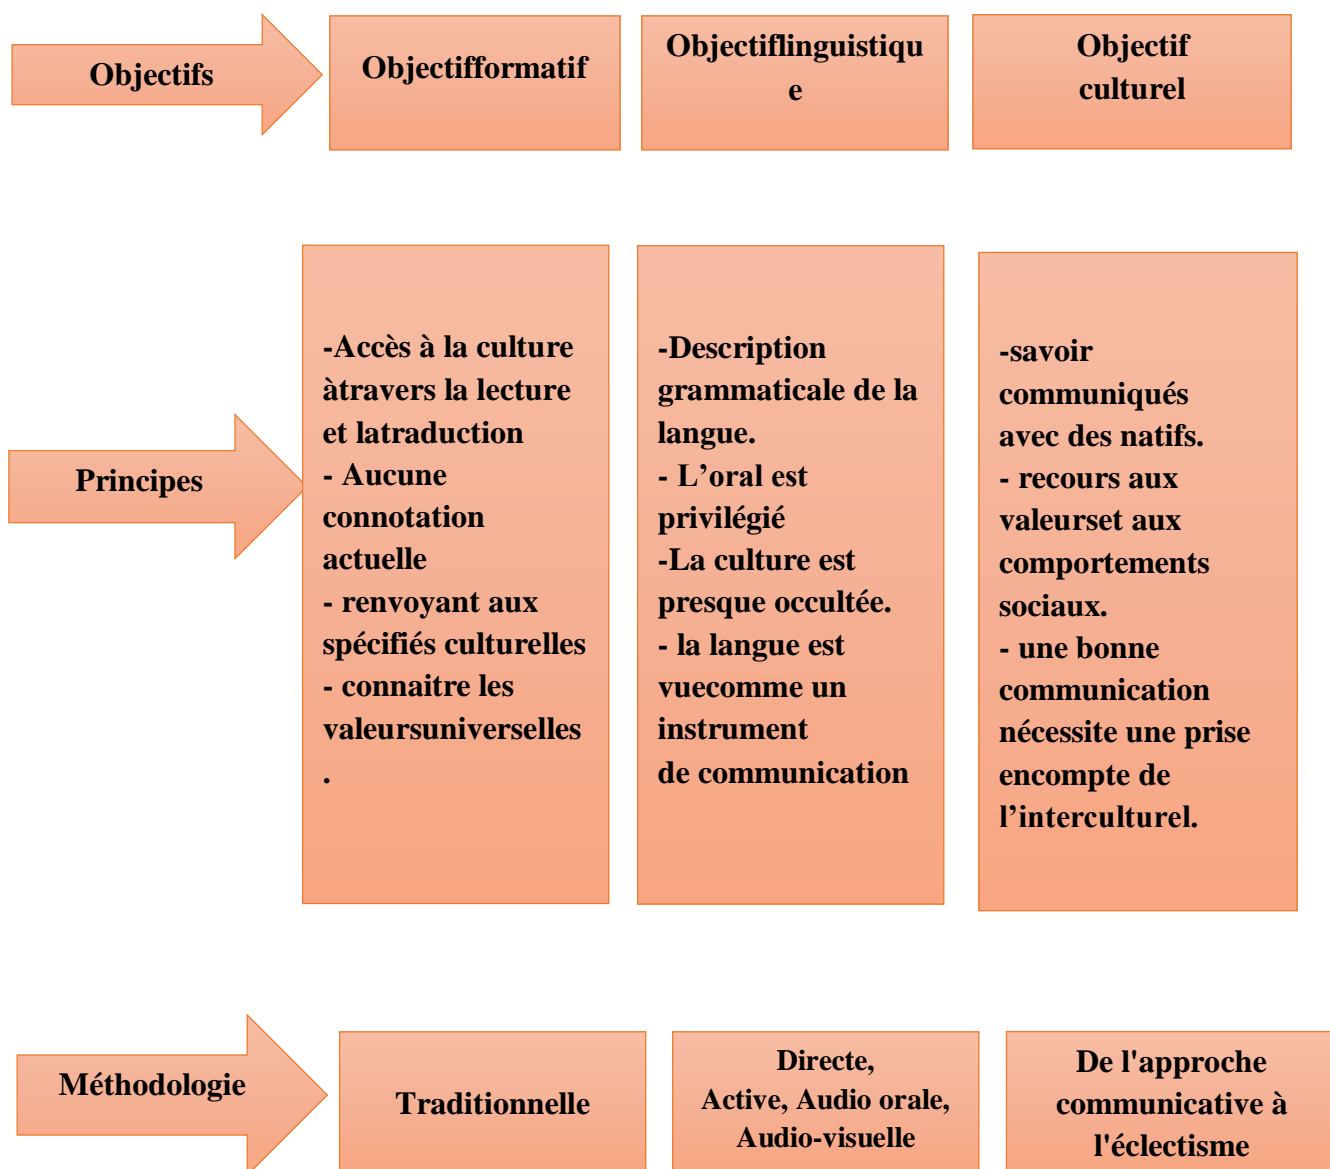 Objectifs
Objectifformatif
Objectiflinguistiqu
e
Objectif
culturel
Principes
-Accès à la culture
àtravers la lecture
et latraduction
- Aucune
connotation
actuelle
- renvoyant aux
spécifiés culturelles
- connaitre les
valeursuniverselles
.
-Description
grammaticale de la
langue.
- L’oral est
privilégié
-La culture est
presque occultée.
- la langue est
vuecomme un
instrument
de communication
-savoir
communiqués
avec des natifs.
- recours aux
valeurset aux
comportements
sociaux.
- une bonne
communication
nécessite une prise
encompte de
l’interculturel.
Méthodologie
Traditionnelle
Directe,
Active, Audio orale,
Audio-visuelle
De l'approche
communicative à
l'éclectisme